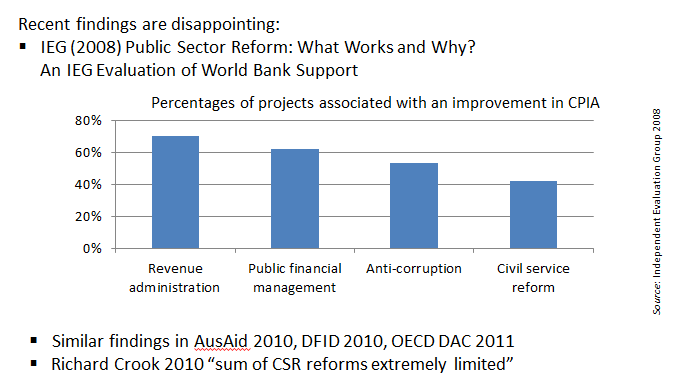 Recent findings are disappointing:
▪ IEG (2008) Public Sector Reform: What Works and Why?
An IEG Evaluation of World Bank Support
Percentages of projects associated with an improvement in CPIA
80%
60%
40%
20%
0%
Revenue administration
Public financial management
Anti-corruption
Civil service reform
Source: Independent Evaluation Group 2008
▪ Similar findings in AusAid 2010, DFID 2010, OECD DAC 2011
▪ Richard Crook 2010 “sum of CSR reforms extremely limited”